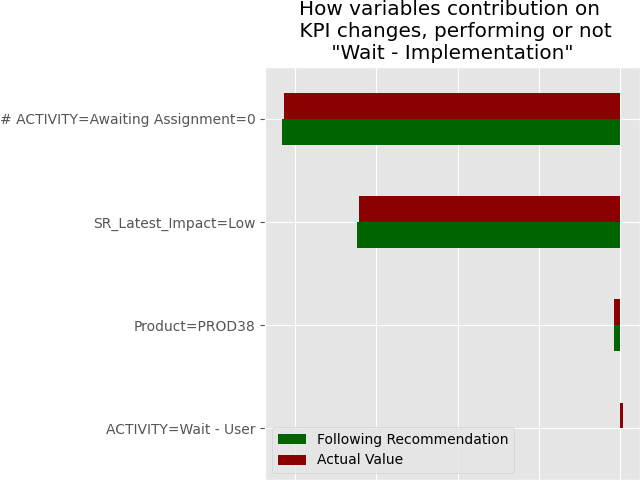 How variables contribution on
KPI changes, performing or not
"Wait - Implementation"
# ACTIVITY=Awaiting Assignment=0
SR_Latest_Impact=Low
Product=PROD38
ACTIVITY=Wait - User
Following Recommendation
Actual Value